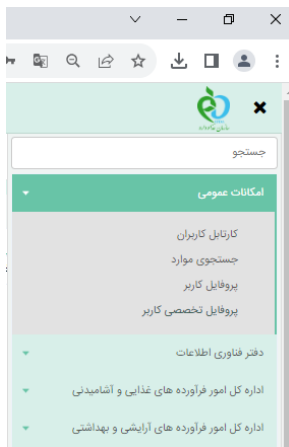 جستجو
امکانات عمومی
کارتابل کاربران
جستجوی موارد
پروفایل کاربر
پروفایل تخصصی کاربر
دفتر فناوری اطلاعات
اداره کل امور فرآورده های غذایی و آشامیدنی
اداره کل امور فرآورده های آرایشی و بهداشتی